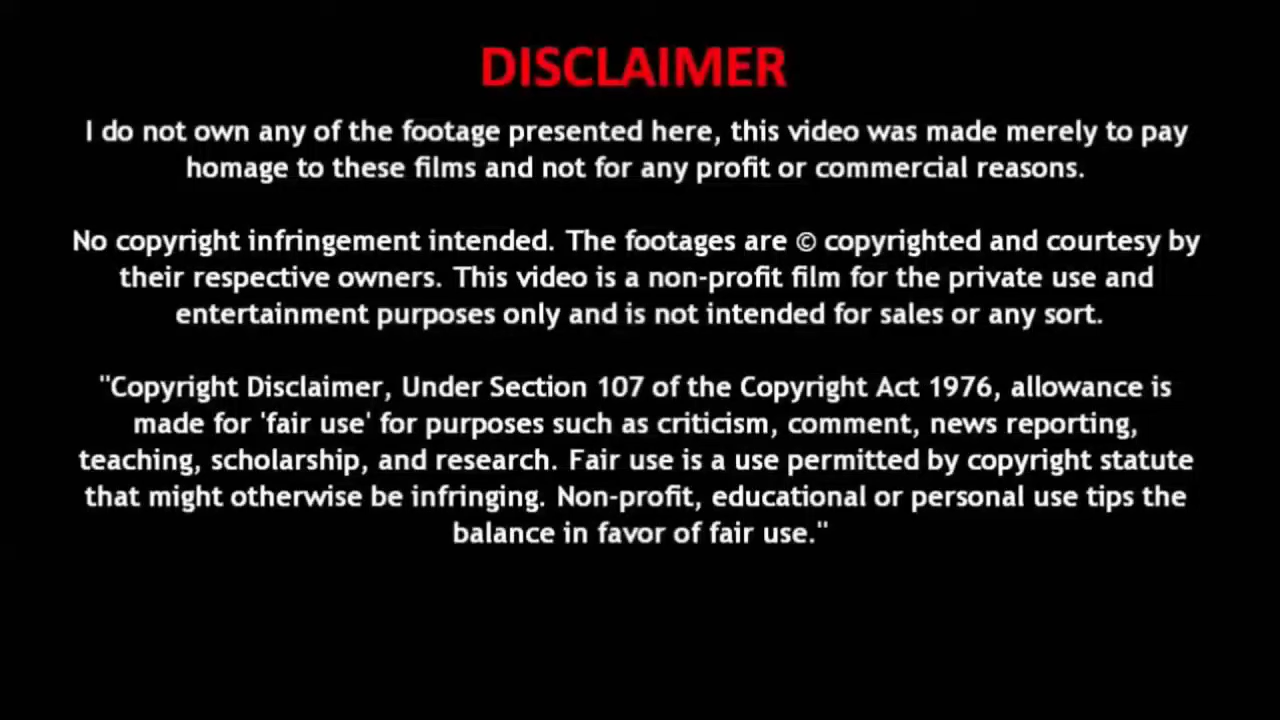 DISCLAIMER
I do not own any of the footage presented here, this video was made merely to pay
homage to these films and not for any profit or commercial reasons.
No copyright infringement intended. The footages are © copyrighted and courtesy by
their respective owners. This video is a non-profit film for the private use and
entertainment purposes only and is not intended for sales or any sort.
"Copyright Disclaimer, Under Section 107 of the Copyright Act 1976, allowance is
made for 'fair use' for purposes such as criticism, comment, news reporting,
teaching, scholarship, and research. Fair use is a use permitted by copyright statute
that might otherwise be infringing. Non-profit, educational or personal use tips the
balance in favor of fair use."